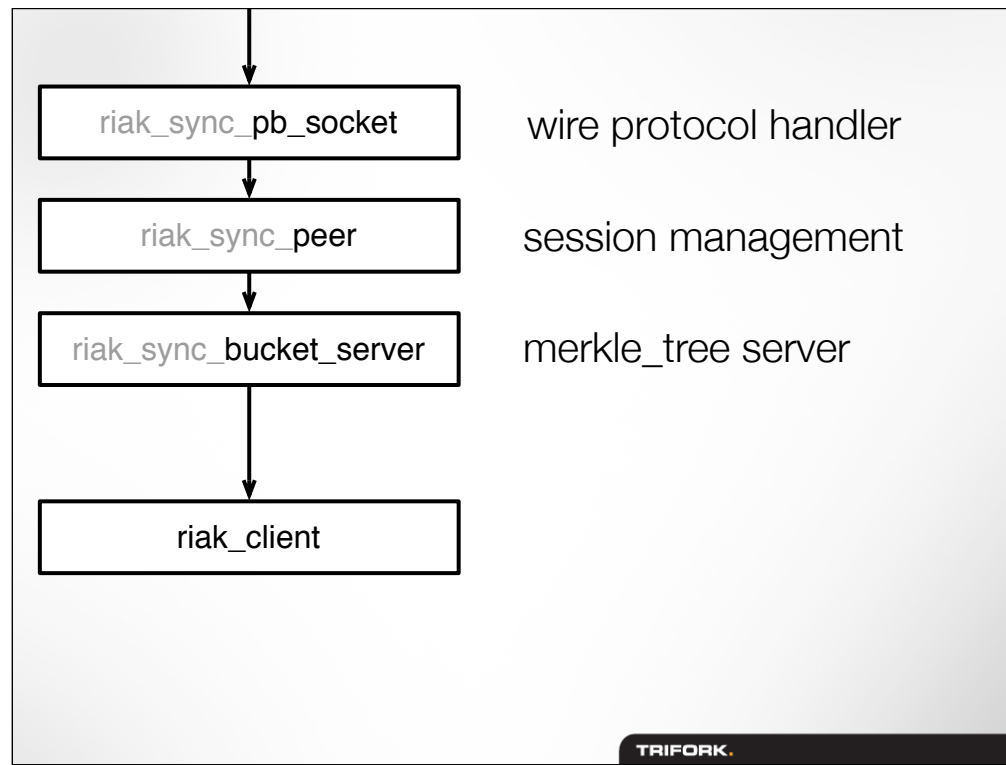 riak_sync_pb_socket wire protocol handler
riak_sync_peer session management
riak_sync_bucket_server merkle_tree server
riak_client
TRIFORK.